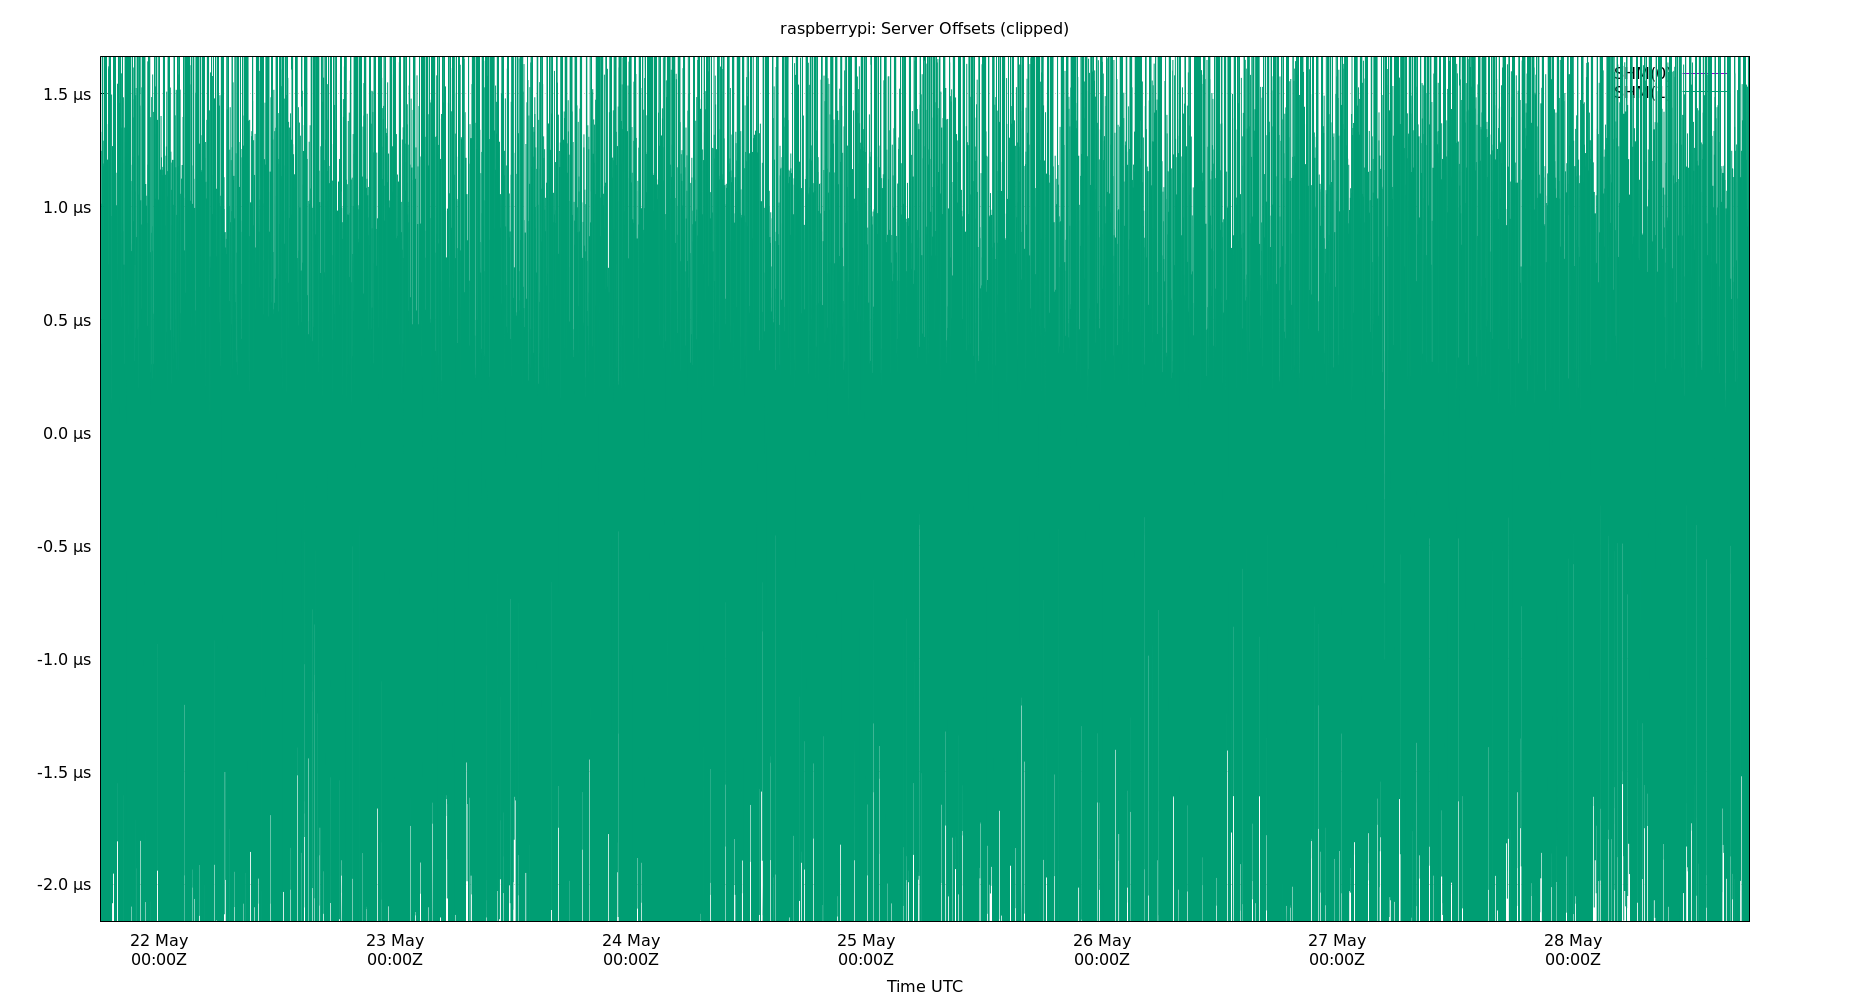 raspberrypi: Server Offsets (clipped)
1.5 µs
1.0 µs
0.5 µs
0.0 µs
-0.5 µs
-1.0 µs
-1.5 µs
-2.0 µs
SHM(0)
22 May
00:00Z
23 May
00:00Z
24 May
00:00Z
25 May
00:00Z
26 May
00:00Z
27 May
00:00Z
28 May
00:00Z
Time UTC